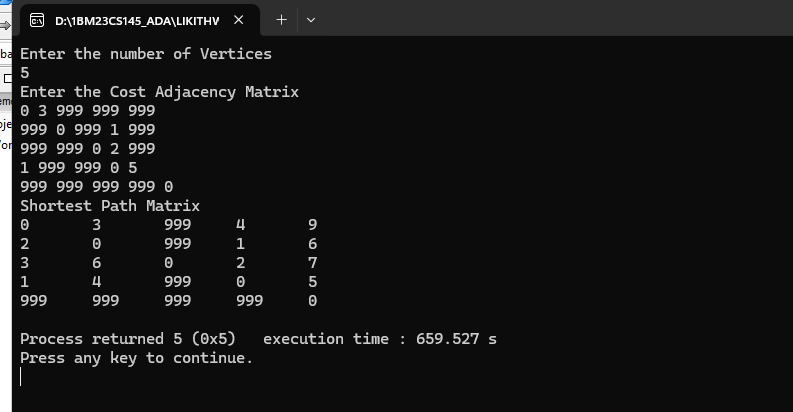 D:\1BM23CS145_ADA\LIKITHW
Enter the number of Vertices
5
Enter the Cost Adjacency Matrix
0 3 999 999 999
999 0 999 1 999
999 999 0 2 999
1 999 999 0 5
999 999 999 999 0
Shortest Path Matrix
0 3 999 4 9
2 0 999 1 6
3 6 0 2 7
1 4 999 0 5
999 999 999 999 0
Process returned 5 (0x5) execution time : 659.527 s
Press any key to continue.